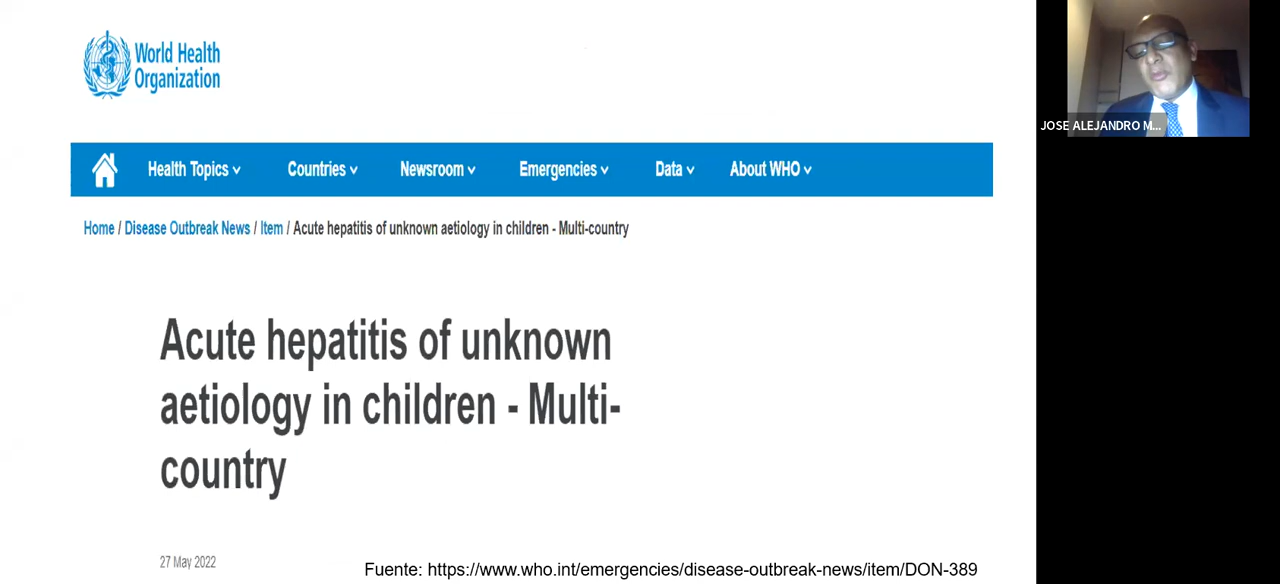 World Health
Organization
JOSE ALEJANDRO M...
Health Topics
Countries
Newsroom
Emergencies
Data
About WHO
Home / Disease Outbreak News / Item / Acute hepatitis of unknown aetiology in children - Multi-country
Acute hepatitis of unknown
aetiology in children - Multi-
country
27 May 2022
Fuente: https://www.who.int/emergencies/disease-outbreak-news/item/DON-389